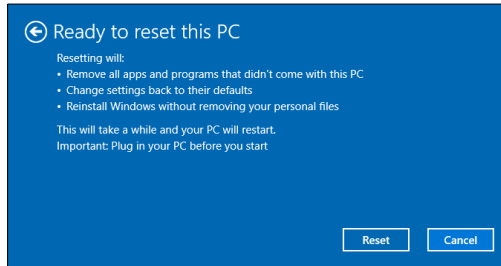 Ready to reset this PC
Resetting will:
• Remove all apps and programs that didn't come with this PC
• Change settings back to their defaults
• Reinstall Windows without removing your personal files
This will take a while and your PC will restart.
Important: Plug in your PC before you start
Reset Cancel